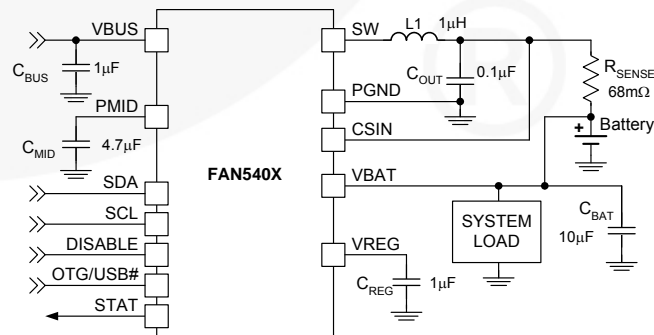 VBUS
C_BUS
1µF
PMID
C_MID
4.7µF
SDA
SCL
DISABLE
OTG/USB#
STAT
FAN540X
SW
L1
1µH
C_OUT
0.1µF
PGND
CSIN
VBAT
VREG
C_REG
1µF
R_SENSE
68mΩ
Battery
+
SYSTEM
LOAD
C_BAT
10µF
R